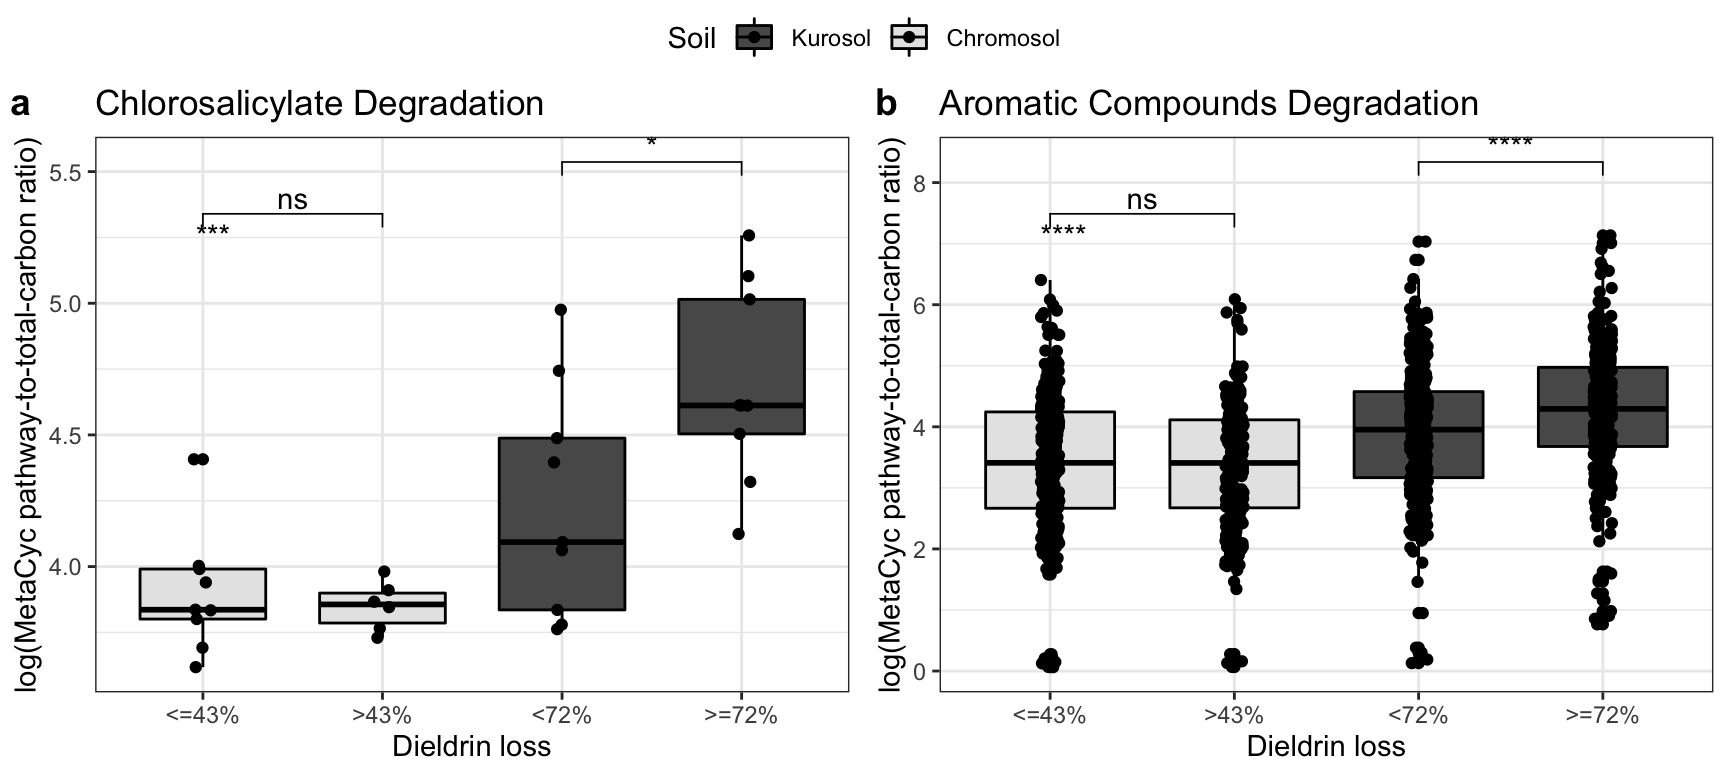 Soil Kurosol Chromosol
a Chlorosalicylate Degradation
log(MetaCyc pathway-to-total-carbon ratio)
5.5
5.0
4.5
4.0
*
ns
***
<=43% >43% <72% >=72%
Dieldrin loss
b Aromatic Compounds Degradation
log(MetaCyc pathway-to-total-carbon ratio)
8
6
4
2
0
****
ns
****
<=43% >43% <72% >=72%
Dieldrin loss